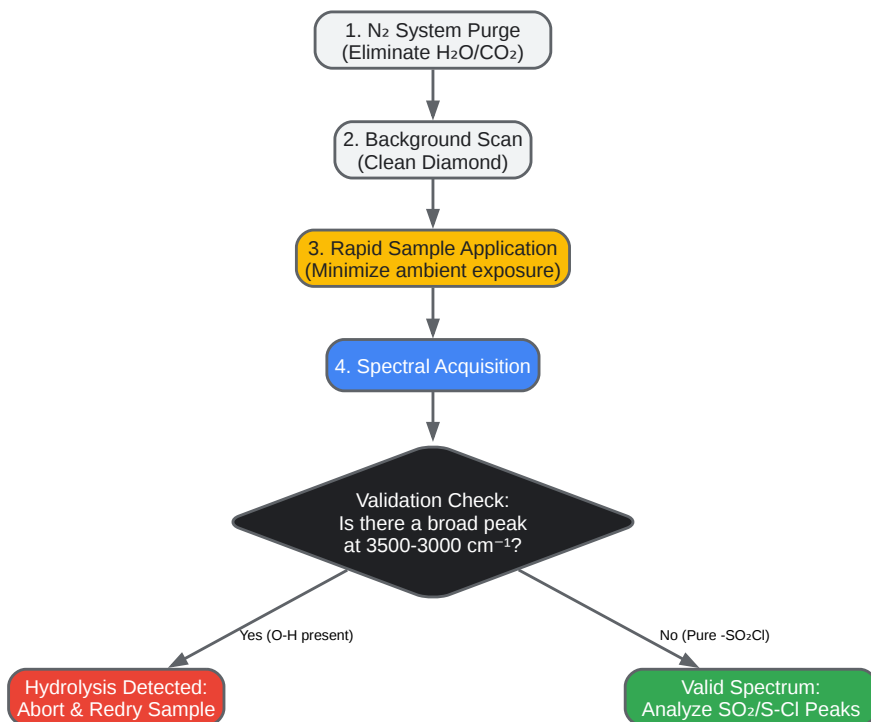 1. N₂ System Purge
(Eliminate H₂O/CO₂)
2. Background Scan
(Clean Diamond)
3. Rapid Sample Application
(Minimize ambient exposure)
4. Spectral Acquisition
Validation Check:
Is there a broad peak
at 3500-3000 cm⁻¹?
Yes (O-H present)
No (Pure -SO₂Cl)
Hydrolysis Detected:
Abort & Redry Sample
Valid Spectrum:
Analyze SO₂/S-Cl Peaks